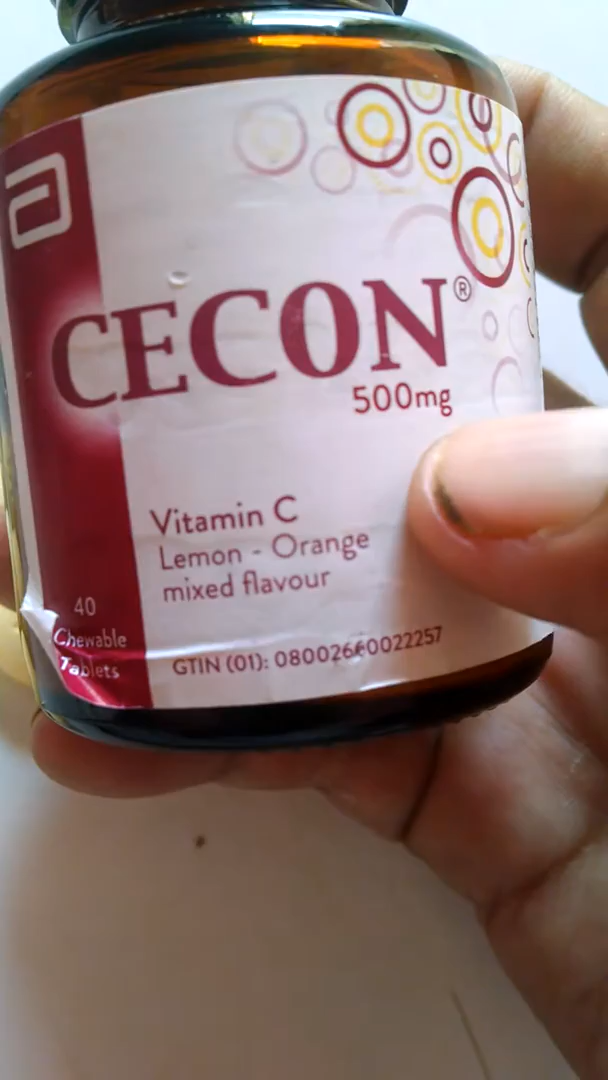 CECON®
500mg
Vitamin C
Lemon - Orange
mixed flavour
40
Chewable
Tablets
GTIN (01): 08002660022257